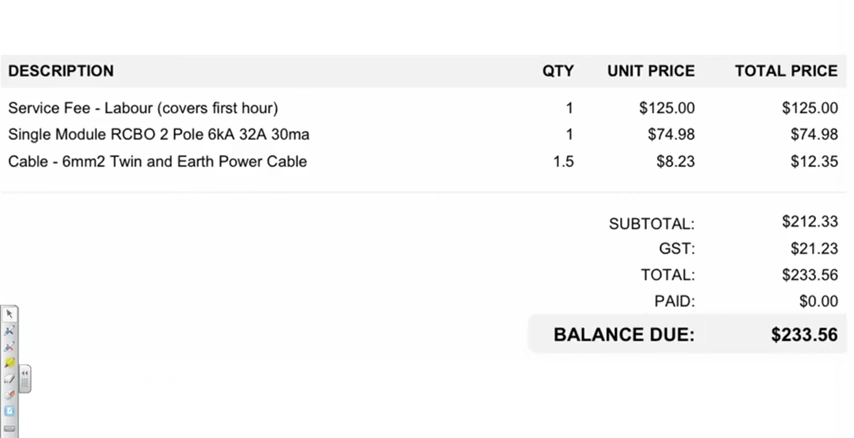 DESCRIPTION QTY UNIT PRICE TOTAL PRICE
Service Fee - Labour (covers first hour) 1 $125.00 $125.00
Single Module RCBO 2 Pole 6kA 32A 30ma 1 $74.98 $74.98
Cable - 6mm2 Twin and Earth Power Cable 1.5 $8.23 $12.35
SUBTOTAL: $212.33
GST: $21.23
TOTAL: $233.56
PAID: $0.00
BALANCE DUE: $233.56